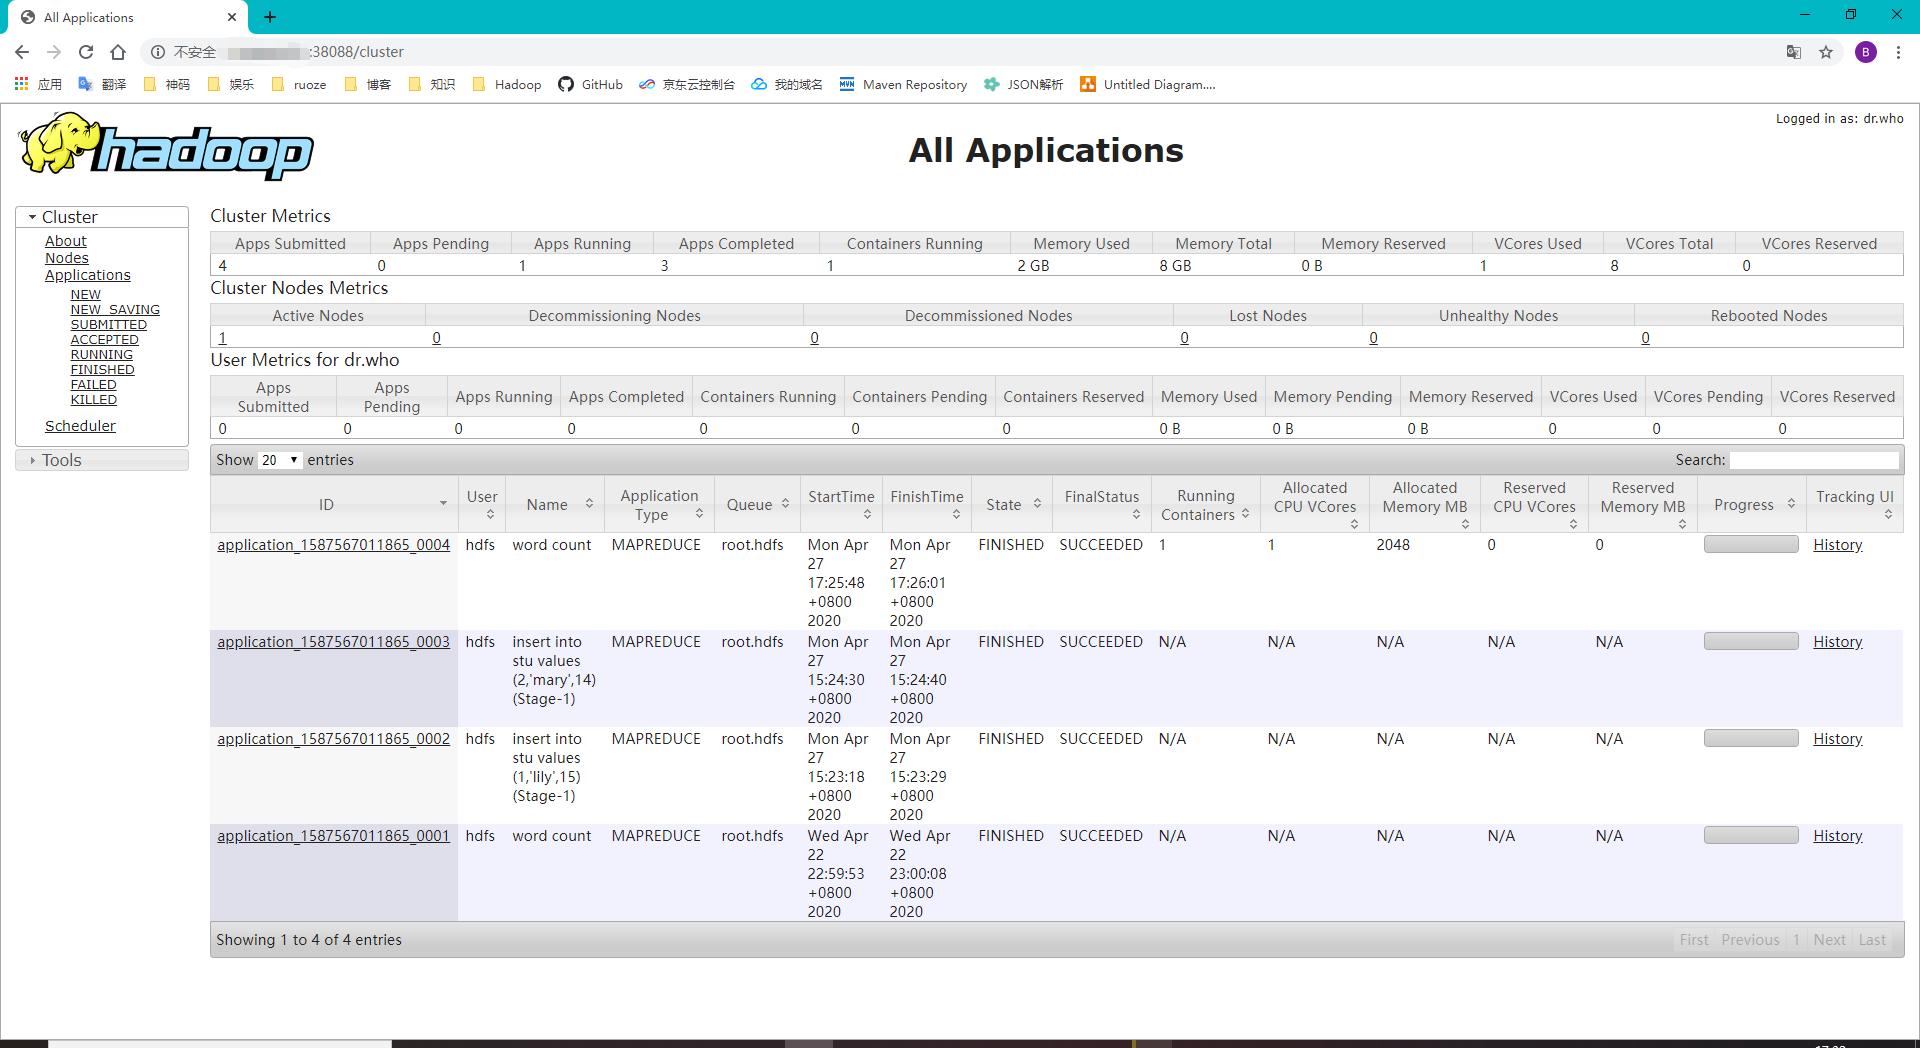 All Applications
不安全 :38088/cluster
B
应用 翻译 神码 娱乐 ruoze 博客 知识 Hadoop GitHub 京东云控制台 我的域名 Maven Repository JSON解析 Untitled Diagram....
hadoop
All Applications
Logged in as: dr.who
Cluster
About
Nodes
Applications
NEW
NEW_SAVING
SUBMITTED
ACCEPTED
RUNNING
FINISHED
FAILED
KILLED
Scheduler
Tools
Cluster Metrics
Apps Submitted Apps Pending Apps Running Apps Completed Containers Running Memory Used Memory Total Memory Reserved VCores Used VCores Total VCores Reserved
4 0 1 3 1 2 GB 8 GB 0 B 1 8 0
Cluster Nodes Metrics
Active Nodes Decommissioning Nodes Decommissioned Nodes Lost Nodes Unhealthy Nodes Rebooted Nodes
1 0 0 0 0 0
User Metrics for dr.who
Apps Submitted Apps Pending Apps Running Apps Completed Containers Running Containers Pending Containers Reserved Memory Used Memory Pending Memory Reserved VCores Used VCores Pending VCores Reserved
0 0 0 0 0 0 0 0 B 0 B 0 B 0 0 0
Show 20 entries
Search:
ID User Name Application Type Queue StartTime FinishTime State FinalStatus Running Containers Allocated CPU VCores Allocated Memory MB Reserved CPU VCores Reserved Memory MB Progress Tracking UI
application_1587567011865_0004 hdfs word count MAPREDUCE root.hdfs Mon Apr 27 17:25:48 +0800 2020 Mon Apr 27 17:26:01 +0800 2020 FINISHED SUCCEEDED 1 1 2048 0 0 History
application_1587567011865_0003 hdfs insert into stu values (2,'mary',14) (Stage-1) MAPREDUCE root.hdfs Mon Apr 27 15:24:30 +0800 2020 Mon Apr 27 15:24:40 +0800 2020 FINISHED SUCCEEDED N/A N/A N/A N/A N/A History
application_1587567011865_0002 hdfs insert into stu values (1,'lily',15) (Stage-1) MAPREDUCE root.hdfs Mon Apr 27 15:23:18 +0800 2020 Mon Apr 27 15:23:29 +0800 2020 FINISHED SUCCEEDED N/A N/A N/A N/A N/A History
application_1587567011865_0001 hdfs word count MAPREDUCE root.hdfs Wed Apr 22 22:59:53 +0800 2020 Wed Apr 22 23:00:08 +0800 2020 FINISHED SUCCEEDED N/A N/A N/A N/A N/A History
Showing 1 to 4 of 4 entries
First Previous 1 Next Last